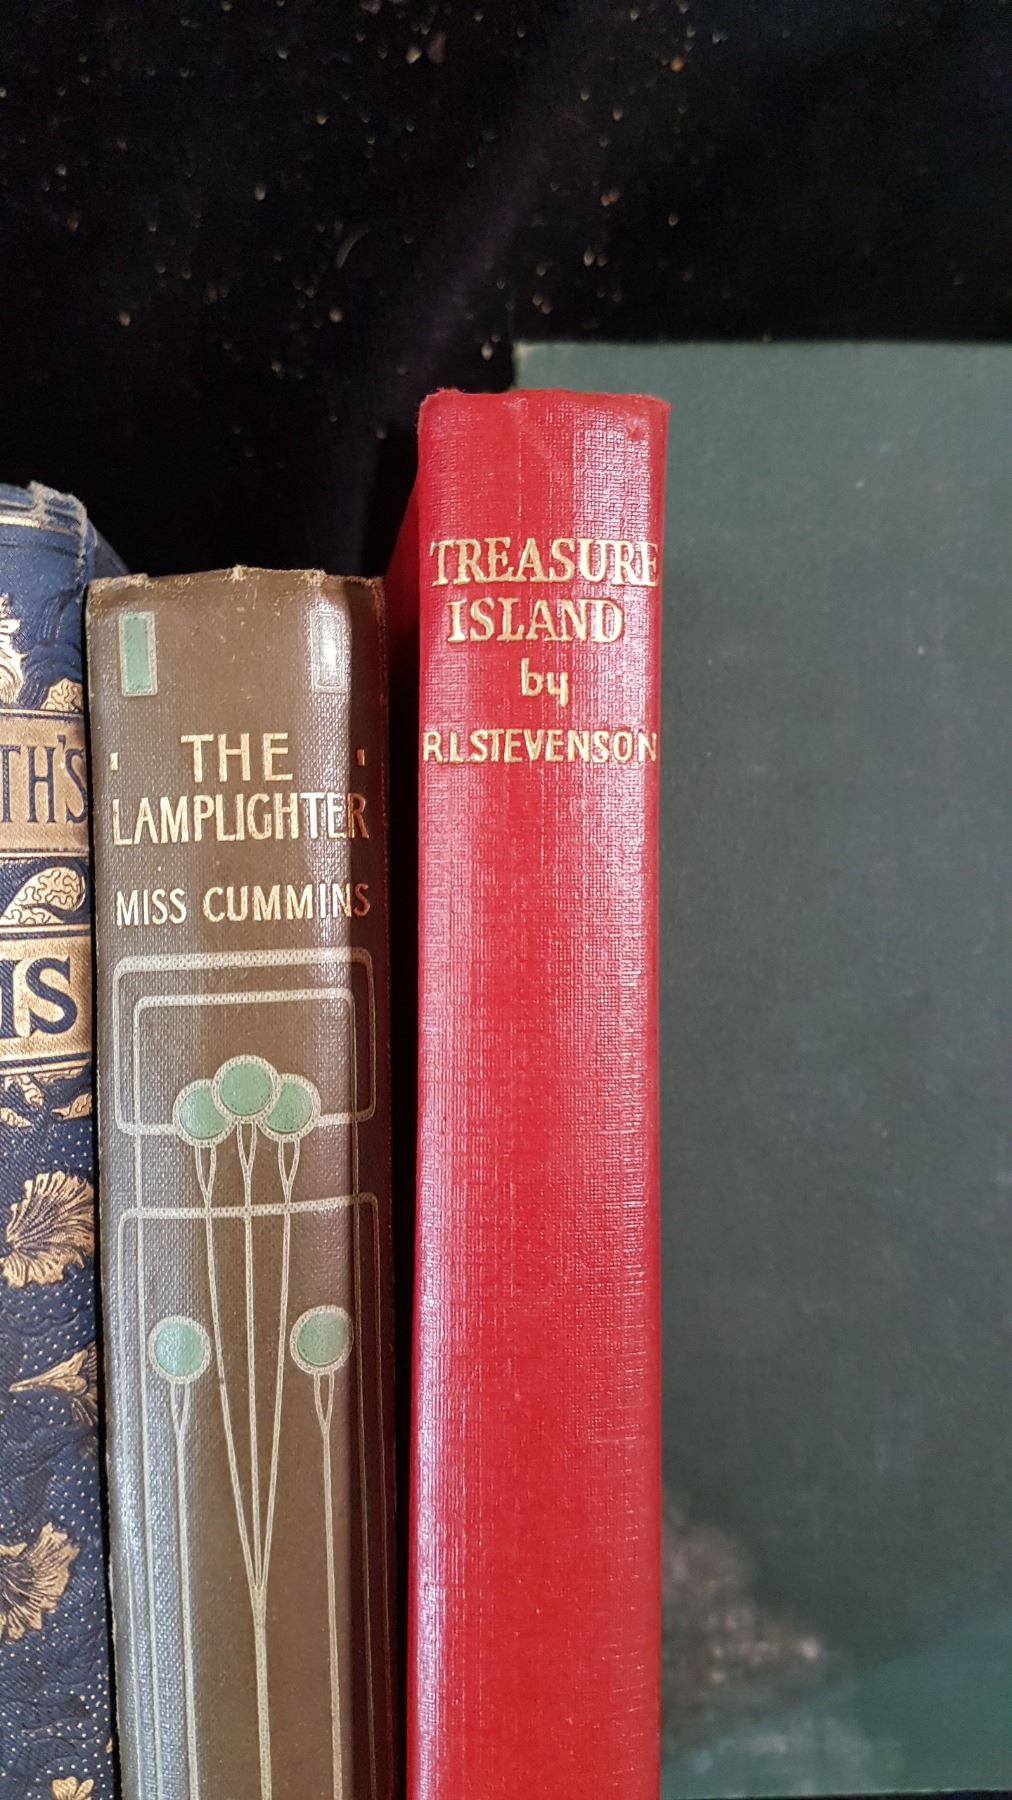 TH'S
IS
THE
LAMPLIGHTER
MISS CUMMINS
TREASURE
ISLAND
by
R.L.STEVENSON